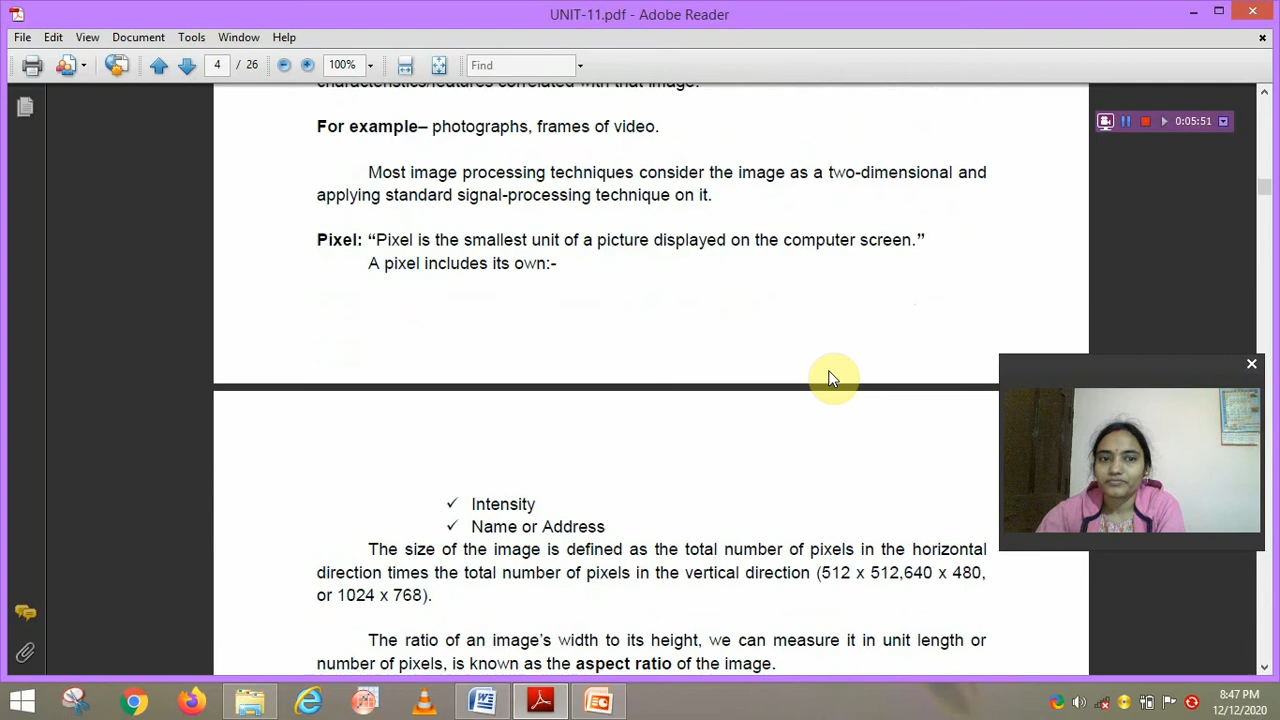 UNIT-11.pdf - Adobe Reader
File Edit View Document Tools Window Help
4 / 26 100% Find
characteristics/features correlated with that image.
For example– photographs, frames of video.
0:05:51
Most image processing techniques consider the image as a two-dimensional and
applying standard signal-processing technique on it.
Pixel: “Pixel is the smallest unit of a picture displayed on the computer screen.”
A pixel includes its own:-
✓ Intensity
✓ Name or Address
The size of the image is defined as the total number of pixels in the horizontal
direction times the total number of pixels in the vertical direction (512 x 512,640 x 480,
or 1024 x 768).
The ratio of an image’s width to its height, we can measure it in unit length or
number of pixels, is known as the aspect ratio of the image.
8:47 PM
12/12/2020